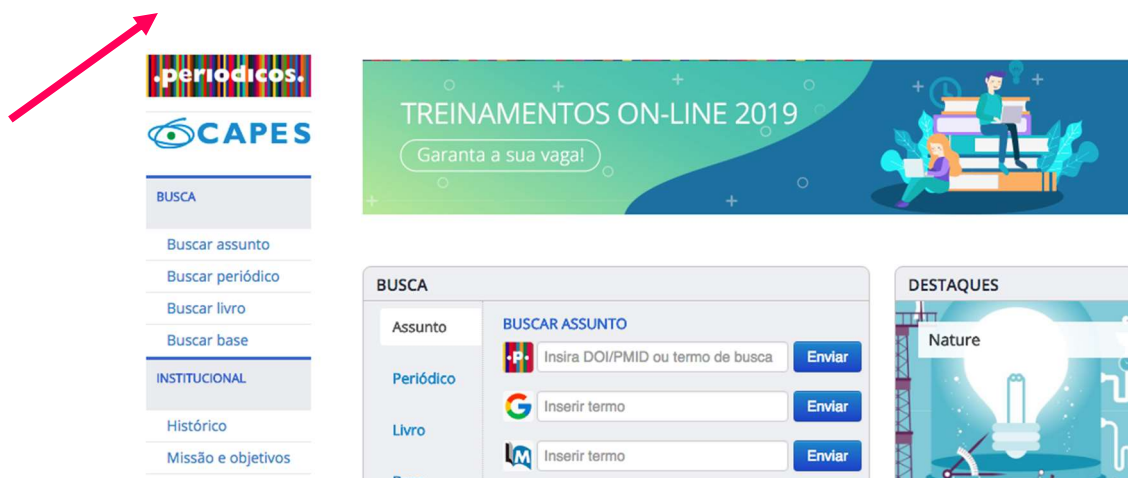 .periodicos.
CAPES
BUSCA
Buscar assunto
Buscar periódico
Buscar livro
Buscar base
INSTITUCIONAL
Histórico
Missão e objetivos
TREINAMENTOS ON-LINE 2019
Garanta a sua vaga!
BUSCA
Assunto
Periódico
Livro
BUSCAR ASSUNTO
.P.
Insira DOI/PMID ou termo de busca
Enviar
G
Inserir termo
Enviar
M
Inserir termo
Enviar
DESTAQUES
Nature